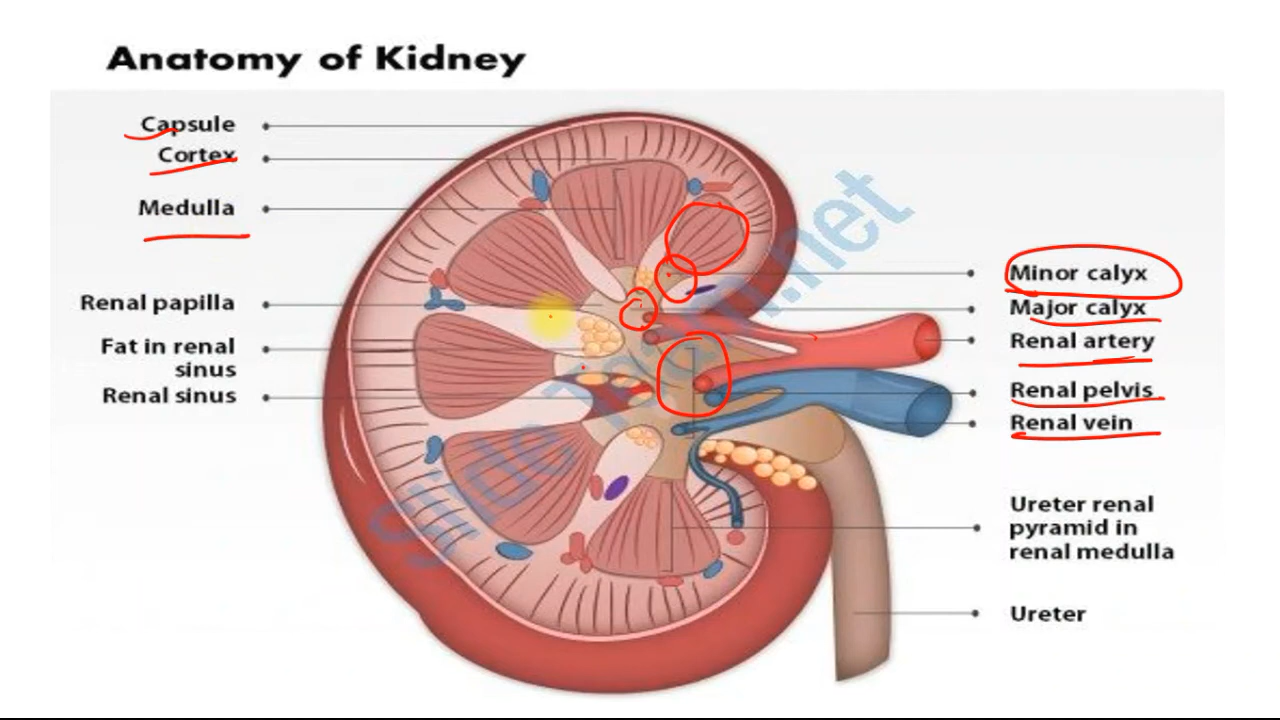 Anatomy of Kidney
Capsule
Cortex
Medulla
Renal papilla
Fat in renal
sinus
Renal sinus
Minor calyx
Major calyx
Renal artery
Renal pelvis
Renal vein
Ureter renal
pyramid in
renal medulla
Ureter